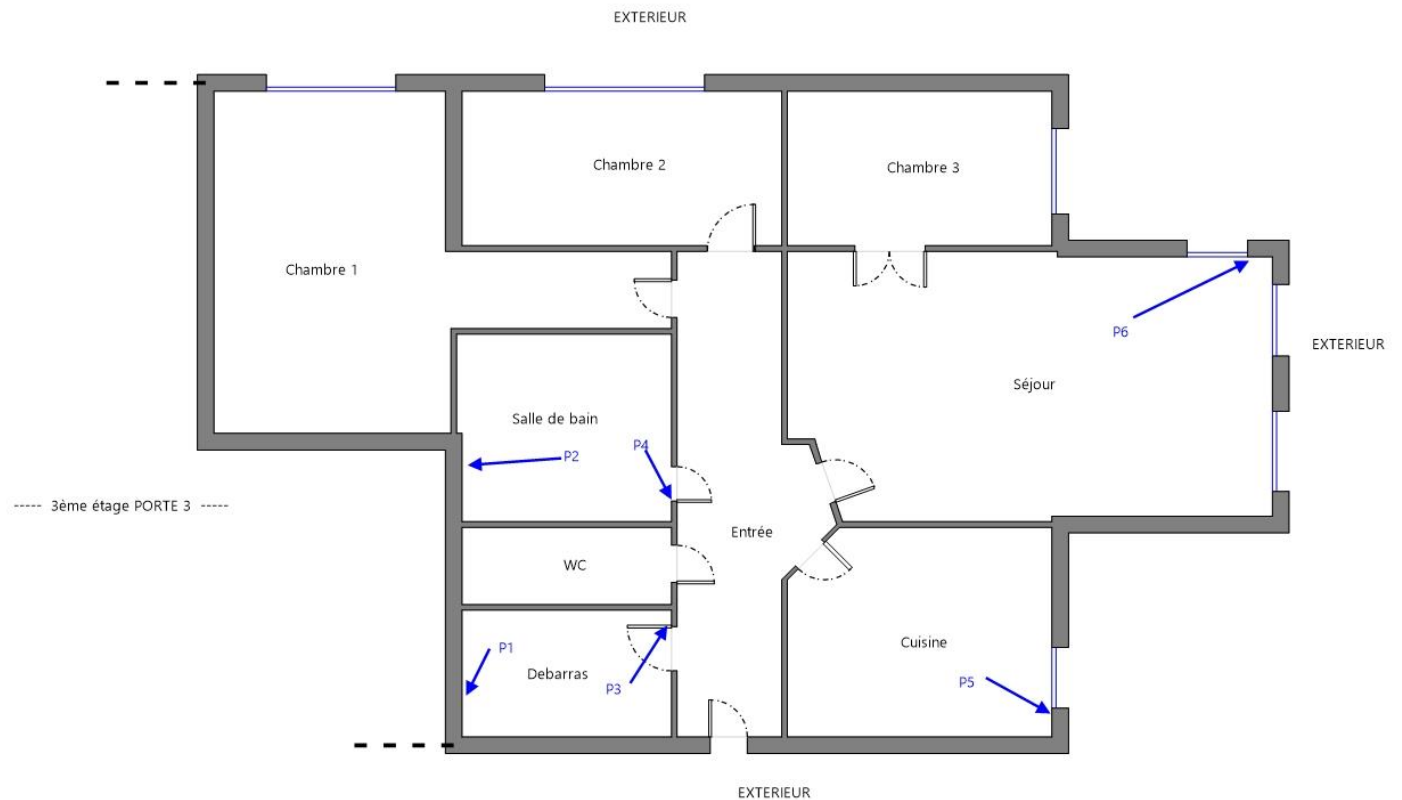 EXTERIEUR
Chambre 2
Chambre 3
Chambre 1
P6
EXTERIEUR
Séjour
Salle de bain
P4
P2
----- 3ème étage PORTE 3 -----
Entrée
WC
Cuisine
P1
Debarras
P3
P5
EXTERIEUR